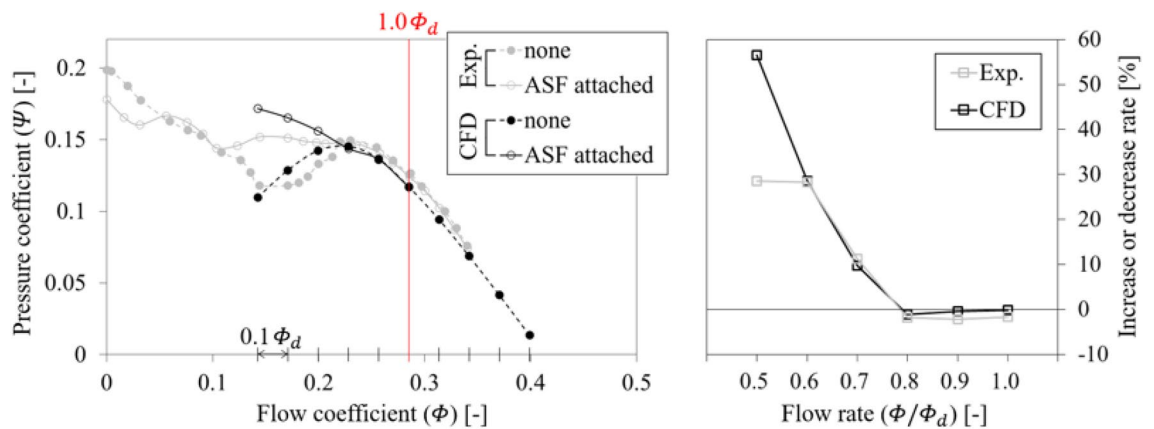 1.0Φd
Exp.
none
ASF attached
CFD
none
ASF attached
Pressure coefficient (Ψ) [-]
0.2
0.15
0.1
0.05
0
0.1Φd
0 0.1 0.2 0.3 0.4 0.5
Flow coefficient (Φ) [-]
Exp.
CFD
60
50
40
30
20
10
0
-10
Increase or decrease rate [%]
0.5 0.6 0.7 0.8 0.9 1.0
Flow rate (Φ/Φd) [-]